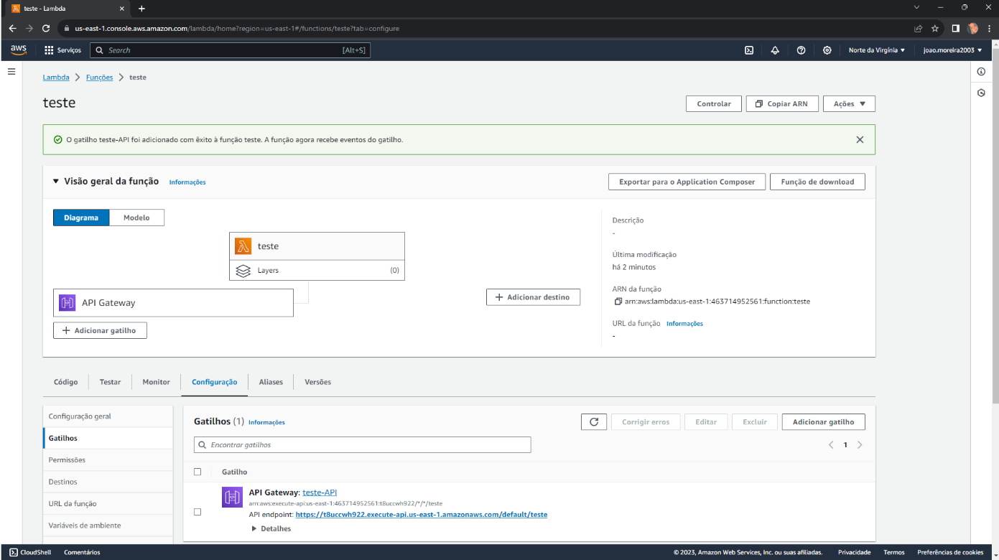 teste - Lambda
us-east-1.console.aws.amazon.com/lambda/home?region=us-east-1#/functions/teste?tab=configure
aws Serviços Search [Alt+S] Norte da Virgínia joao.moreira2003
Lambda Funções teste
teste
Controlar Copiar ARN Ações
O gatilho teste-API foi adicionado com êxito à função teste. A função agora recebe eventos do gatilho.
Visão geral da função Informações Exportar para o Application Composer Função de download
Diagrama Modelo
teste
Layers (0)
API Gateway
Adicionar gatilho
Adicionar destino
Descrição
-
Última modificação
há 2 minutos
ARN da função
arn:aws:lambda:us-east-1:463714952561:function:teste
URL da função Informações
-
Código Testar Monitor Configuração Aliases Versões
Configuração geral
Gatilhos
Permissões
Destinos
URL da função
Variáveis de ambiente
Gatilhos (1) Informações Corrigir erros Editar Excluir Adicionar gatilho
Encontrar gatilhos 1
Gatilho
API Gateway: teste-API
arn:aws:execute-api:us-east-1:463714952561:t8uccwh922/*/*/teste
API endpoint: https://t8uccwh922.execute-api.us-east-1.amazonaws.com/default/teste
Detalhes
CloudShell Comentários © 2023, Amazon Web Services, Inc. ou suas afiliadas. Privacidade Termos Preferências de cookies